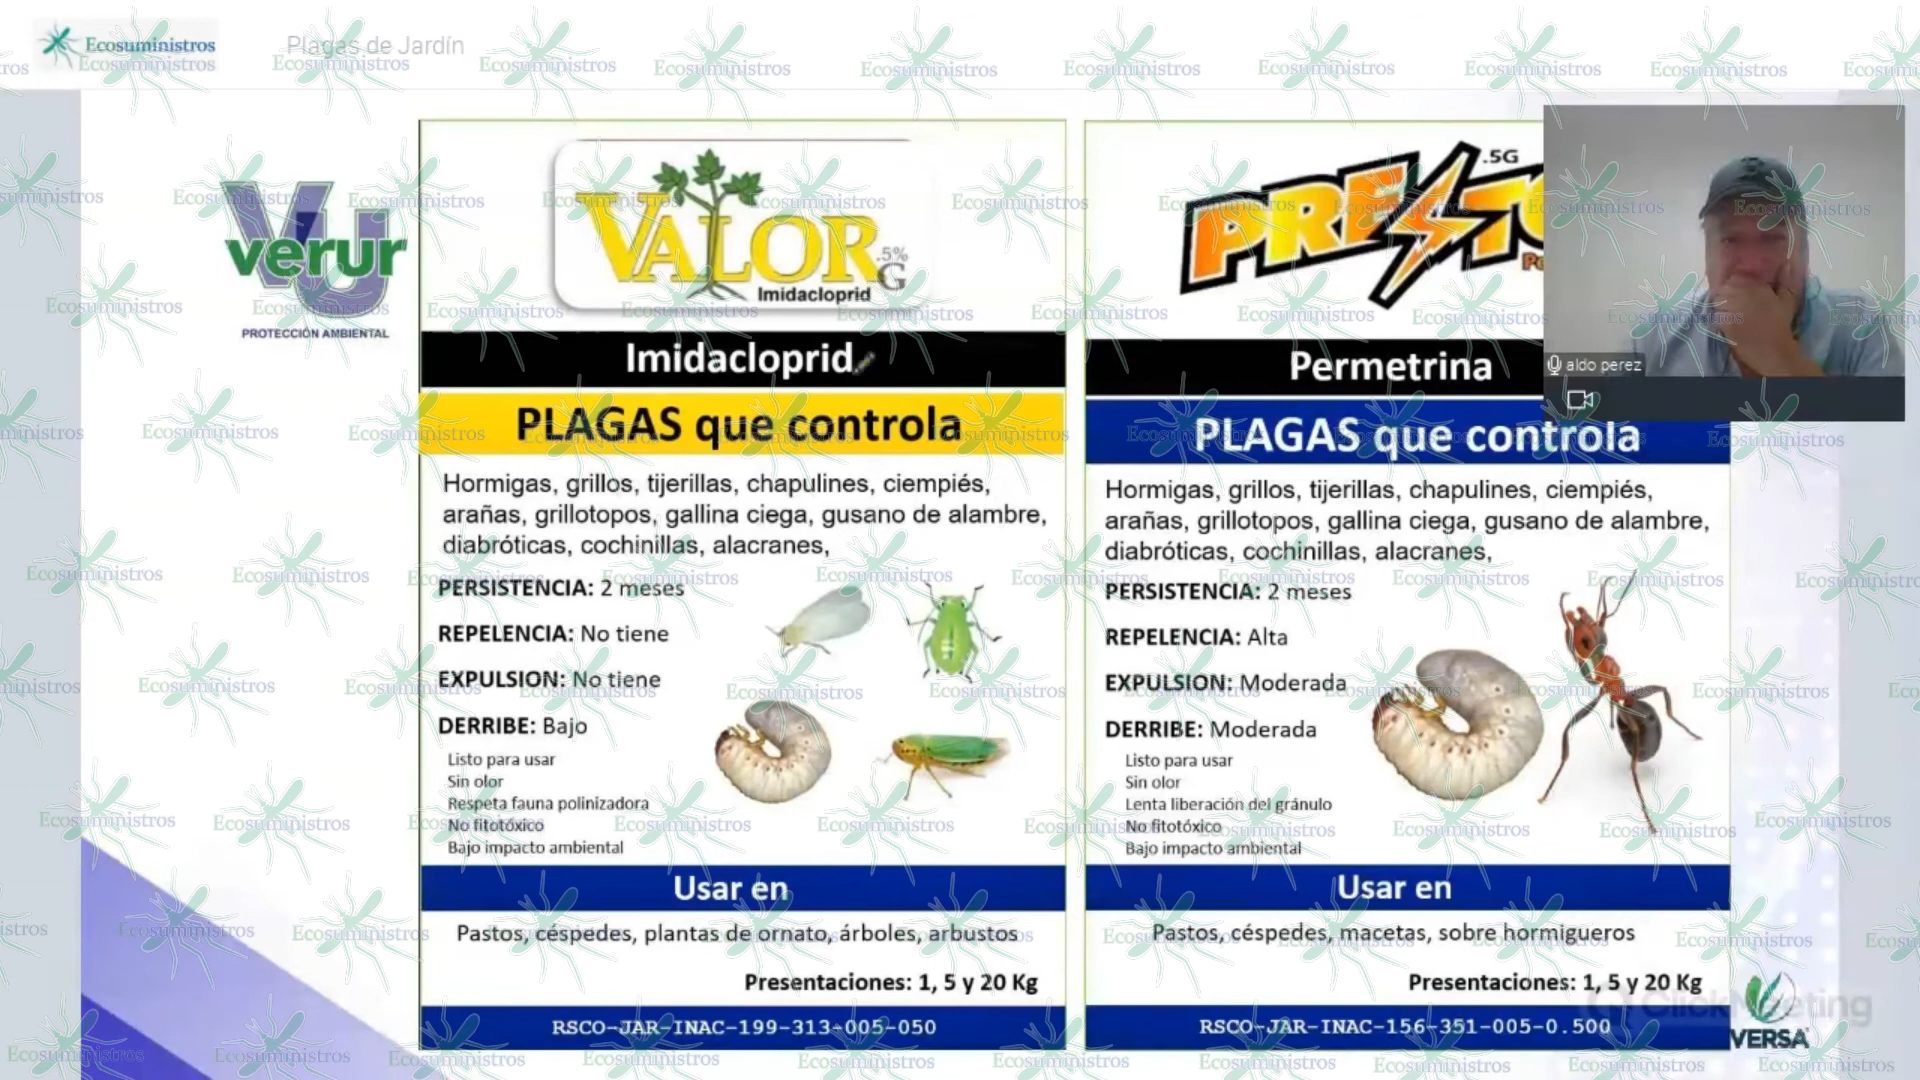 Ecosuministros
Plagas de Jardín
VU
verur
PROTECCIÓN AMBIENTAL
VALOR
.5%
G
Imidacloprid
Imidacloprid
PLAGAS que controla
Hormigas, grillos, tijerillas, chapulines, ciempiés,
arañas, grillotopos, gallina ciega, gusano de alambre,
diabróticas, cochinillas, alacranes,
PERSISTENCIA: 2 meses
REPELENCIA: No tiene
EXPULSION: No tiene
DERRIBE: Bajo
Listo para usar
Sin olor
Respeta fauna polinizadora
No fitotóxico
Bajo impacto ambiental
Usar en
Pastos, céspedes, plantas de ornato, árboles, arbustos
Presentaciones: 1, 5 y 20 Kg
RSCO-JAR-INAC-199-313-005-050
.5G
Permetrina
PLAGAS que controla
Hormigas, grillos, tijerillas, chapulines, ciempiés,
arañas, grillotopos, gallina ciega, gusano de alambre,
diabróticas, cochinillas, alacranes,
PERSISTENCIA: 2 meses
REPELENCIA: Alta
EXPULSION: Moderada
DERRIBE: Moderada
Listo para usar
Sin olor
Lenta liberación del gránulo
No fitotóxico
Bajo impacto ambiental
Usar en
Pastos, céspedes, macetas, sobre hormigueros
Presentaciones: 1, 5 y 20 Kg
RSCO-JAR-INAC-156-351-005-0.500
aldo perez
ClickMeeting
VERSA